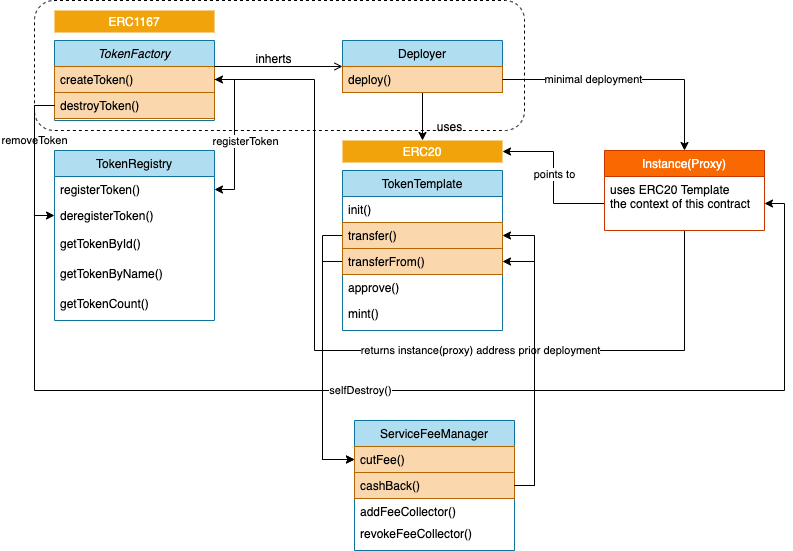 ERC1167
TokenFactory
createToken()
destroyToken()
inherts
Deployer
deploy()
minimal deployment
removeToken
registerToken
uses
TokenRegistry
registerToken()
deregisterToken()
getTokenById()
getTokenByName()
getTokenCount()
ERC20
TokenTemplate
init()
transfer()
transferFrom()
approve()
mint()
points to
Instance(Proxy)
uses ERC20 Template
the context of this contract
returns instance(proxy) address prior deployment
selfDestroy()
ServiceFeeManager
cutFee()
cashBack()
addFeeCollector()
revokeFeeCollector()